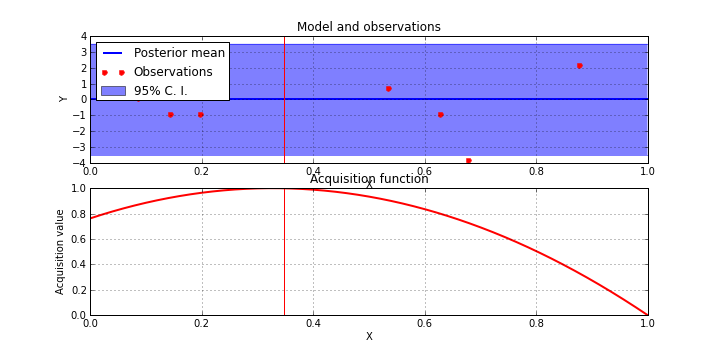 Model and observations
4
3
2
1
0
−1
−2
−3
−4
Y
Posterior mean
Observations
95% C. I.
0.0 0.2 0.4 0.6 0.8 1.0
X
Acquisition function
1.0
0.8
0.6
0.4
0.2
0.0
Acquisition value
0.0 0.2 0.4 0.6 0.8 1.0
X